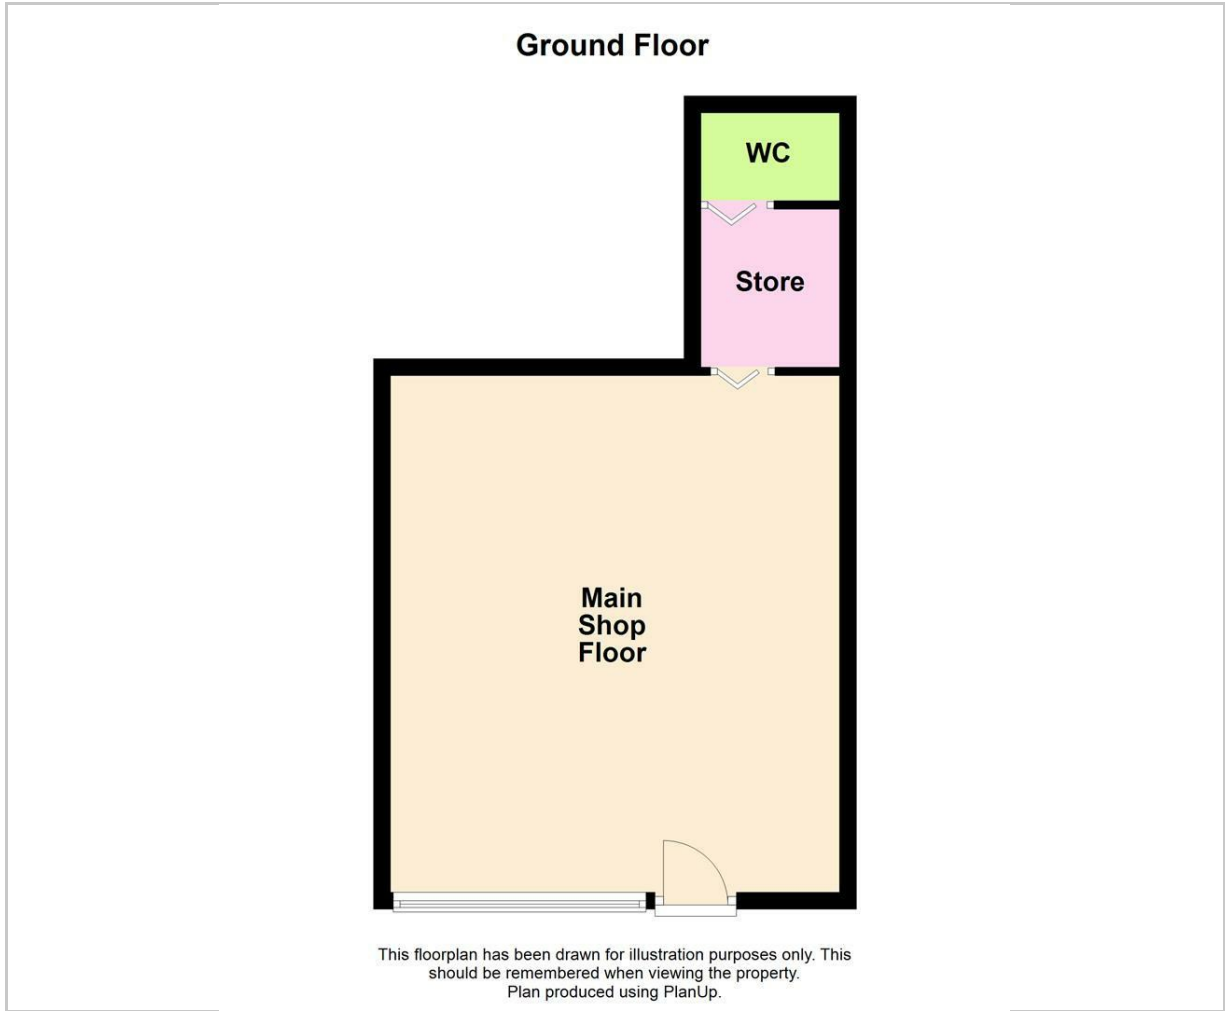 Ground Floor
WC
Store
Main
Shop
Floor
This floorplan has been drawn for illustration purposes only. This
should be remembered when viewing the property.
Plan produced using PlanUp.